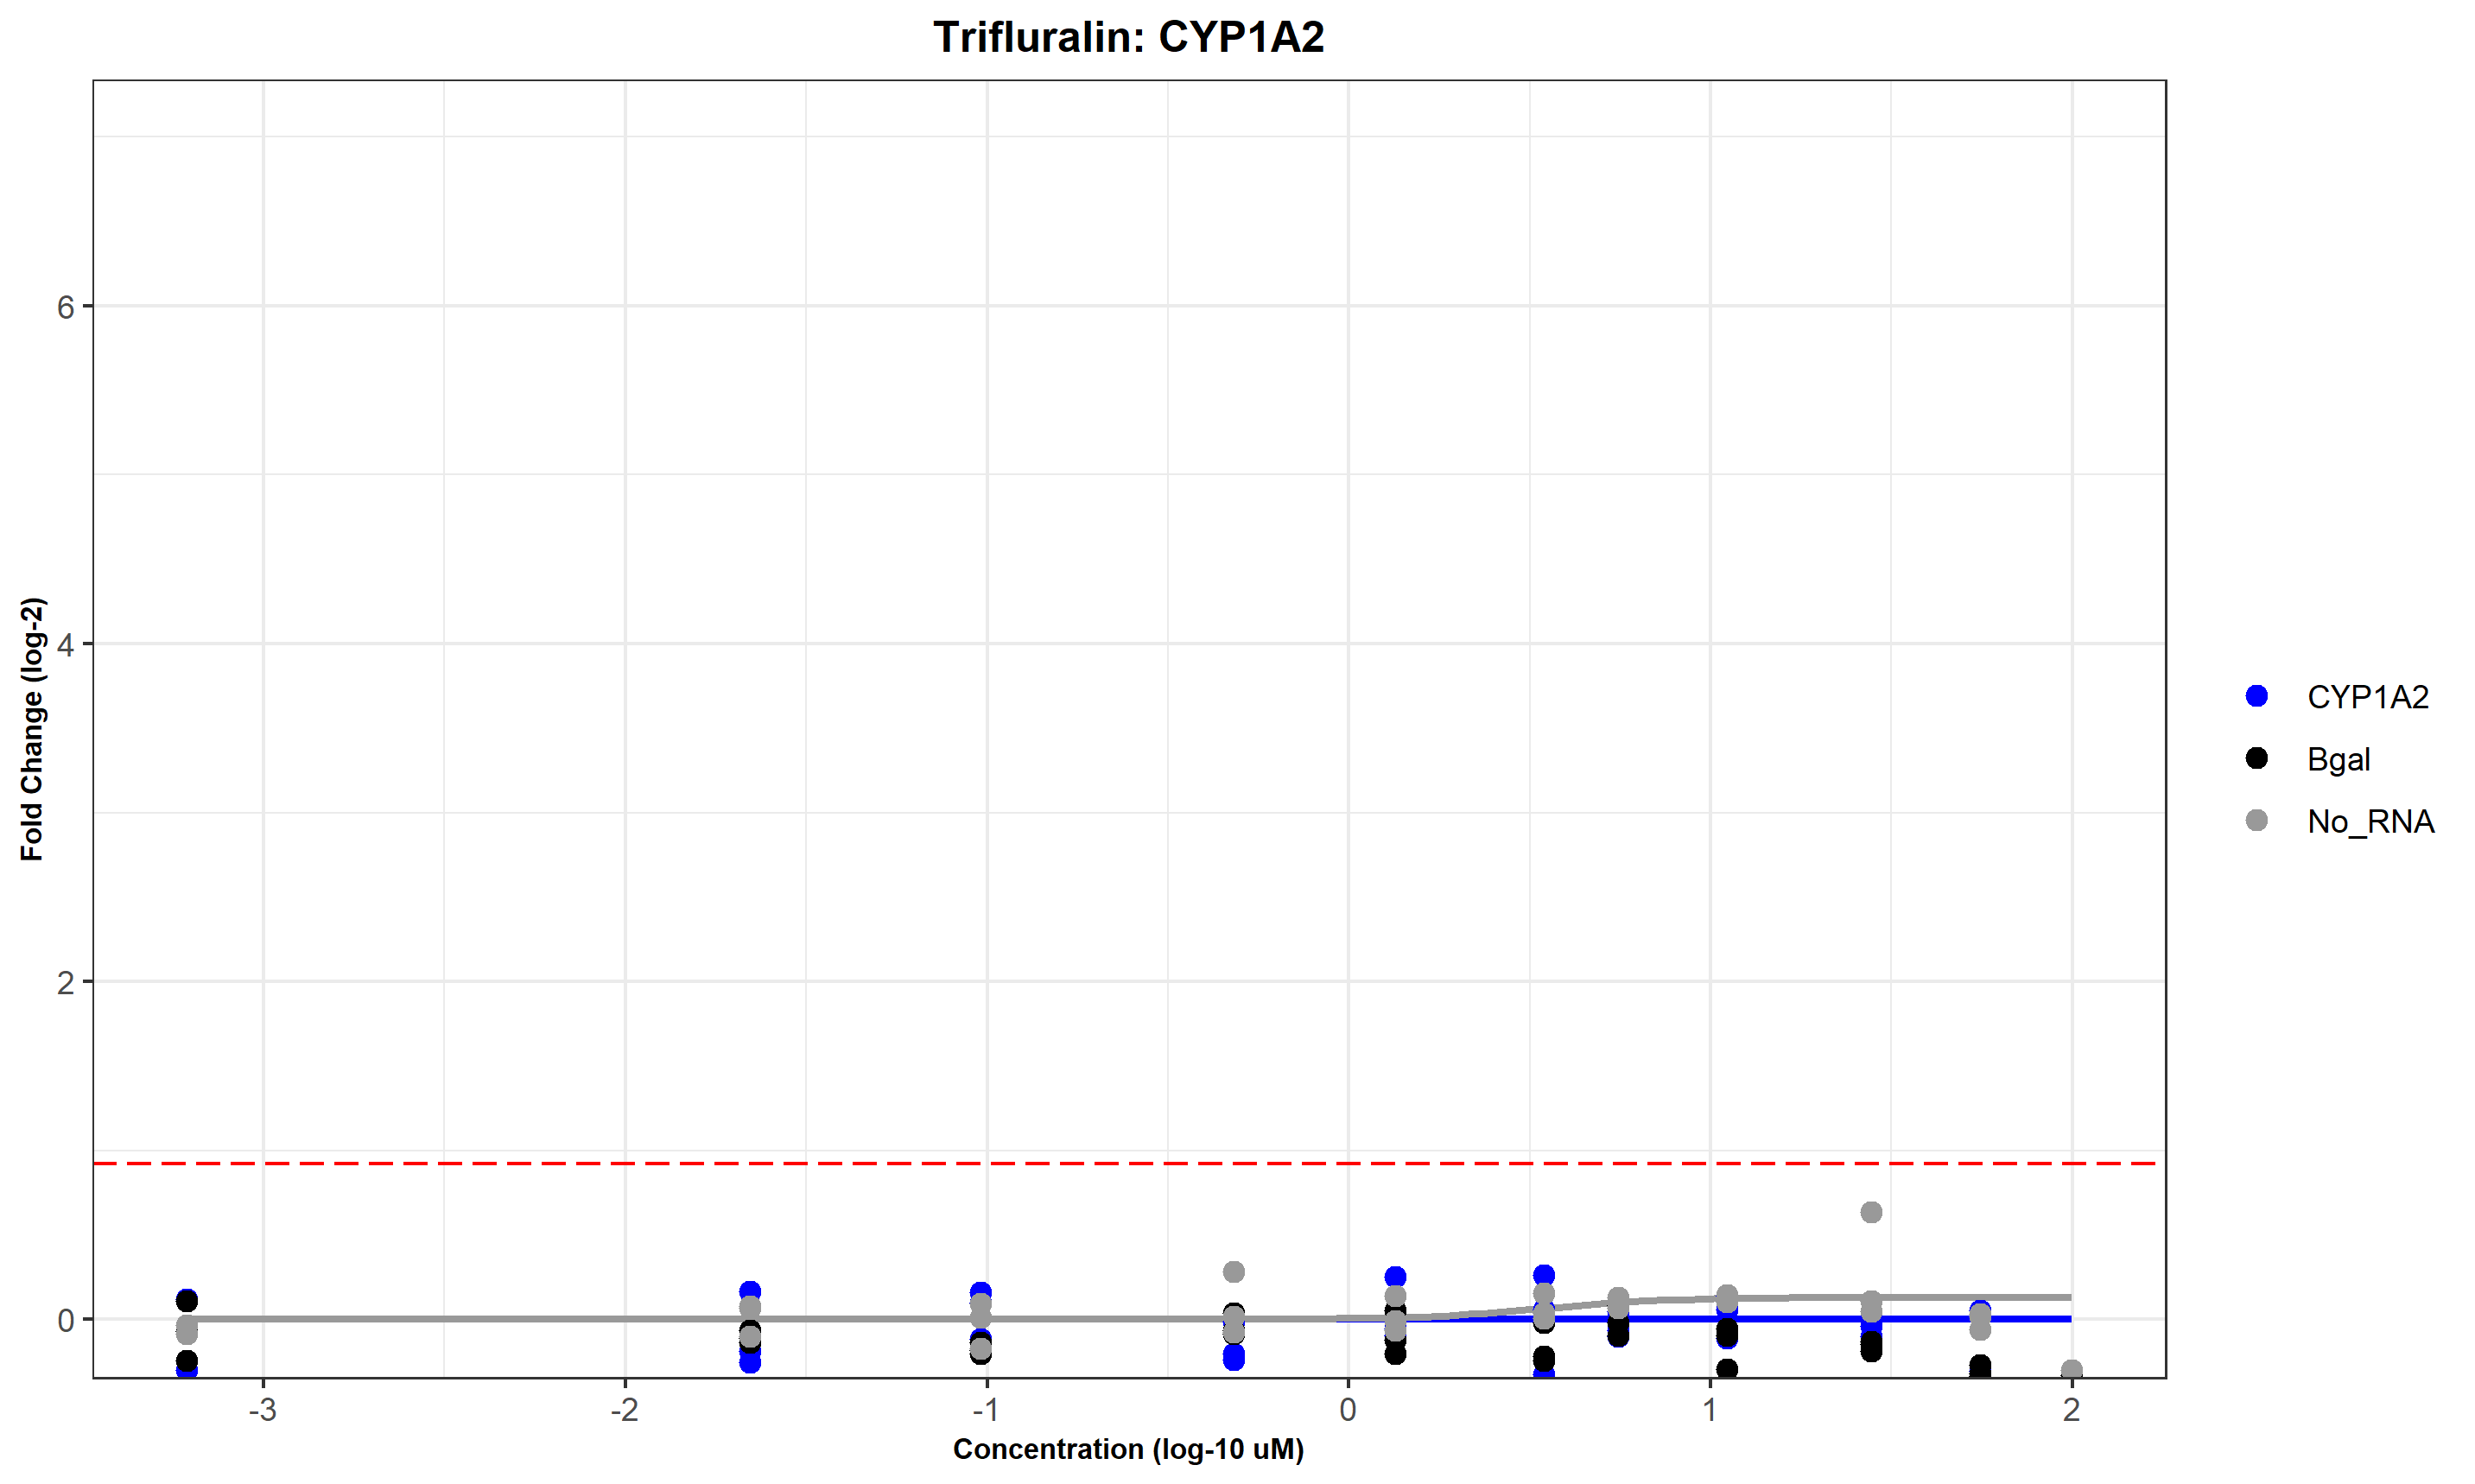 Trifluralin: CYP1A2
Fold Change (log-2)
6
4
2
0
-3
-2
-1
0
1
2
Concentration (log-10 uM)
CYP1A2
Bgal
No_RNA